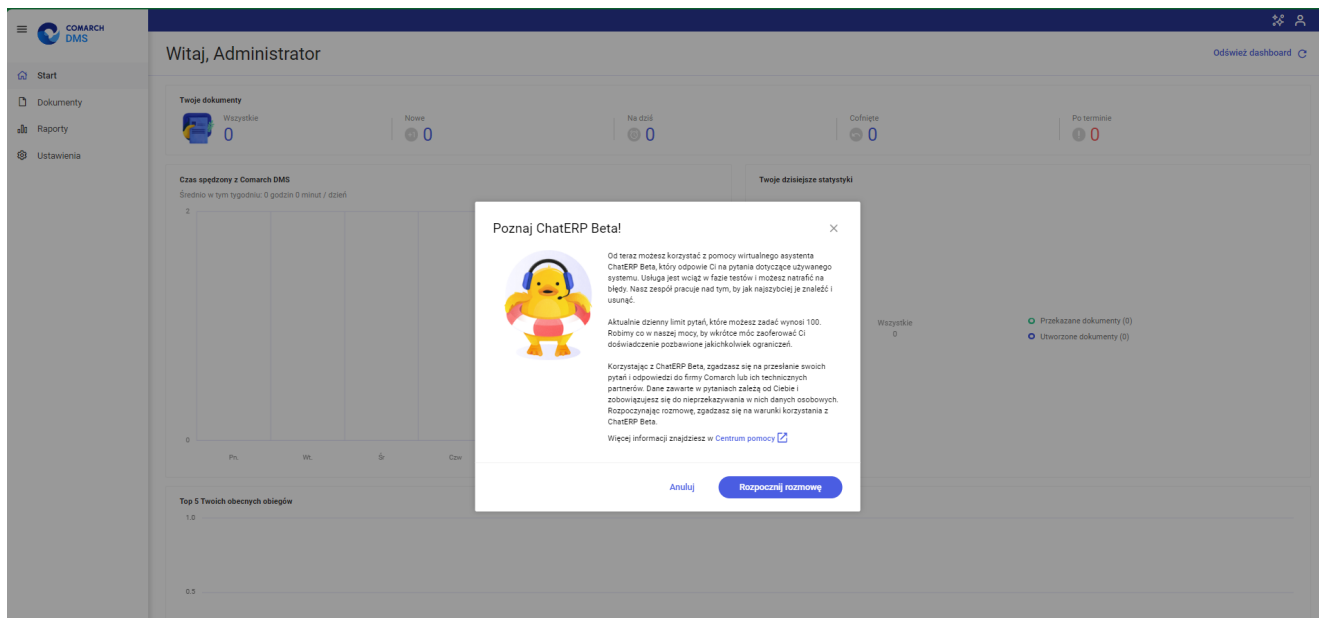 COMARCH
DMS
Start
Dokumenty
Raporty
Ustawienia
Witaj, Administrator
Odśwież dashboard
Twoje dokumenty
Wszystkie
0
Nowe
0
Na dziś
0
Cofnięte
0
Po terminie
0
Czas spędzony z Comarch DMS
Średnio w tym tygodniu: 0 godzin 0 minut / dzień
2
0
Pn.
Wt.
Śr
Czw
Twoje dzisiejsze statystyki
Wszystkie
0
Przekazane dokumenty (0)
Utworzone dokumenty (0)
Poznaj ChatERP Beta!
Od teraz możesz korzystać z pomocy wirtualnego asystenta
ChatERP Beta, który odpowie Ci na pytania dotyczące używanego
systemu. Usługa jest wciąż w fazie testów i możesz natrafić na
błędy. Nasz zespół pracuje nad tym, by jak najszybciej je znaleźć i
usunąć.
Aktualnie dzienny limit pytań, które możesz zadać wynosi 100.
Robimy co w naszej mocy, by wkrótce móc zaoferować Ci
doświadczenie pozbawione jakichkolwiek ograniczeń.
Korzystając z ChatERP Beta, zgadzasz się na przesłanie swoich
pytań i odpowiedzi do firmy Comarch lub ich technicznych
partnerów. Dane zawarte w pytaniach zależą od Ciebie i
zobowiązujesz się do nieprzekazywania w nich danych osobowych.
Rozpoczynając rozmowę, zgadzasz się na warunki korzystania z
ChatERP Beta.
Więcej informacji znajdziesz w Centrum pomocy
Anuluj
Rozpocznij rozmowę
Top 5 Twoich obecnych obiegów
1.0
0.5